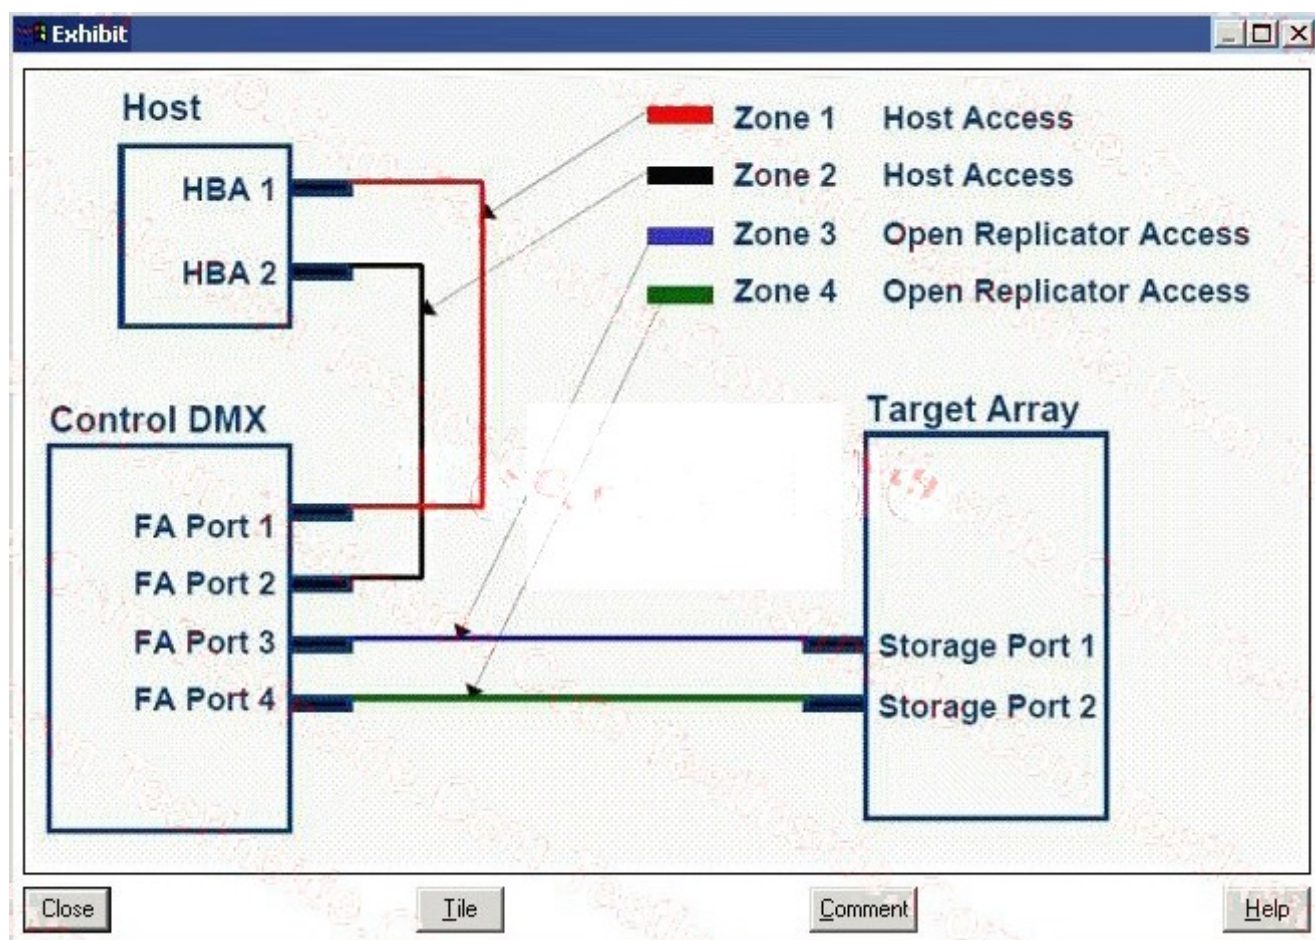 Exhibit
Host
HBA 1
HBA 2
Zone 1 Host Access
Zone 2 Host Access
Zone 3 Open Replicator Access
Zone 4 Open Replicator Access
Control DMX
FA Port 1
FA Port 2
FA Port 3
FA Port 4
Target Array
Storage Port 1
Storage Port 2
Close
Tile
Comment
Help